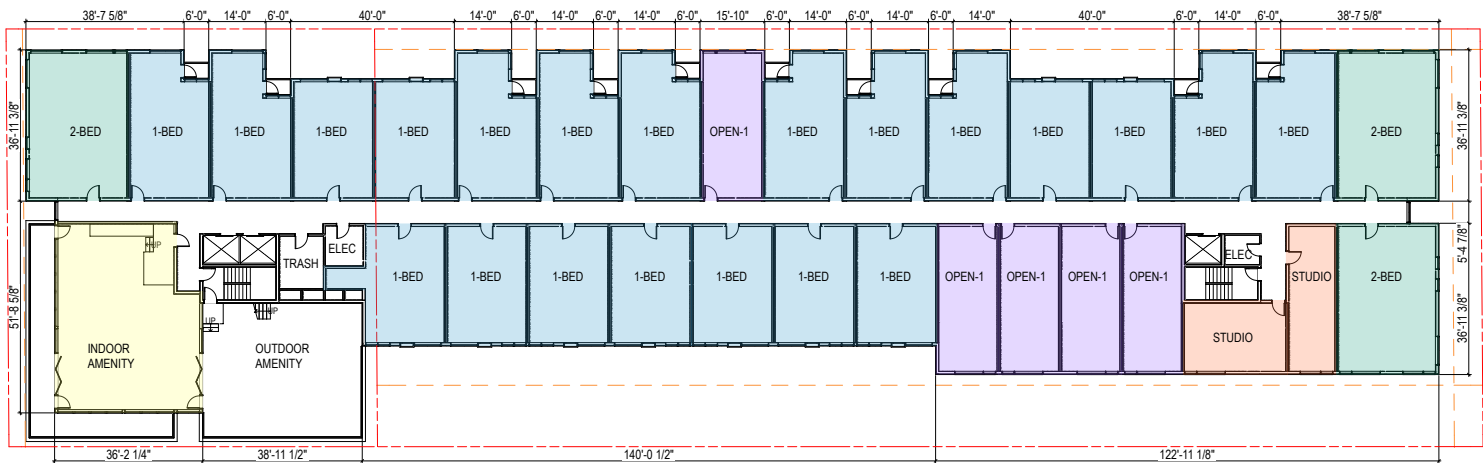 38'-7 5/8" 6'-0" 14'-0" 6'-0" 40'-0" 14'-0" 6'-0" 14'-0" 6'-0" 14'-0" 6'-0" 15'-10" 6'-0" 14'-0" 6'-0" 14'-0" 6'-0" 14'-0" 40'-0" 6'-0" 14'-0" 6'-0" 38'-7 5/8"
36'-11 3/8"
2-BED 1-BED 1-BED 1-BED 1-BED 1-BED 1-BED 1-BED OPEN-1 1-BED 1-BED 1-BED 1-BED 1-BED 1-BED 1-BED 2-BED
36'-11 3/8"
5'-4 7/8"
UP
ELEC
TRASH
ELEC
1-BED 1-BED 1-BED 1-BED 1-BED 1-BED 1-BED OPEN-1 OPEN-1 OPEN-1 OPEN-1 STUDIO 2-BED
51'-8 5/8"
UP UP
36'-11 3/8"
STUDIO
INDOOR
AMENITY
OUTDOOR
AMENITY
36'-2 1/4" 38'-11 1/2" 140'-0 1/2" 122'-11 1/8"